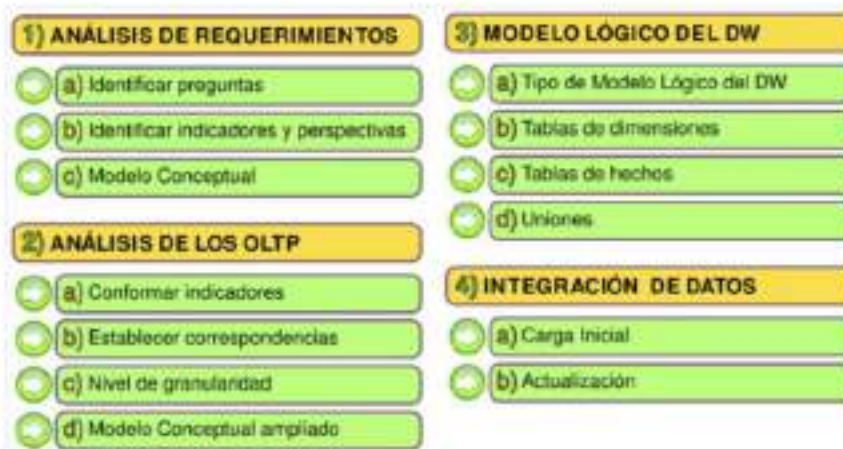 1) ANÁLISIS DE REQUERIMIENTOS
a) Identificar preguntas
b) Identificar indicadores y perspectivas
c) Modelo Conceptual
2) ANÁLISIS DE LOS OLTP
a) Conformar indicadores
b) Establecer correspondencias
c) Nivel de granularidad
d) Modelo Conceptual ampliado
3) MODELO LÓGICO DEL DW
a) Tipo de Modelo Lógico del DW
b) Tablas de dimensiones
c) Tablas de hechos
d) Uniones
4) INTEGRACIÓN DE DATOS
a) Carga Inicial
b) Actualización